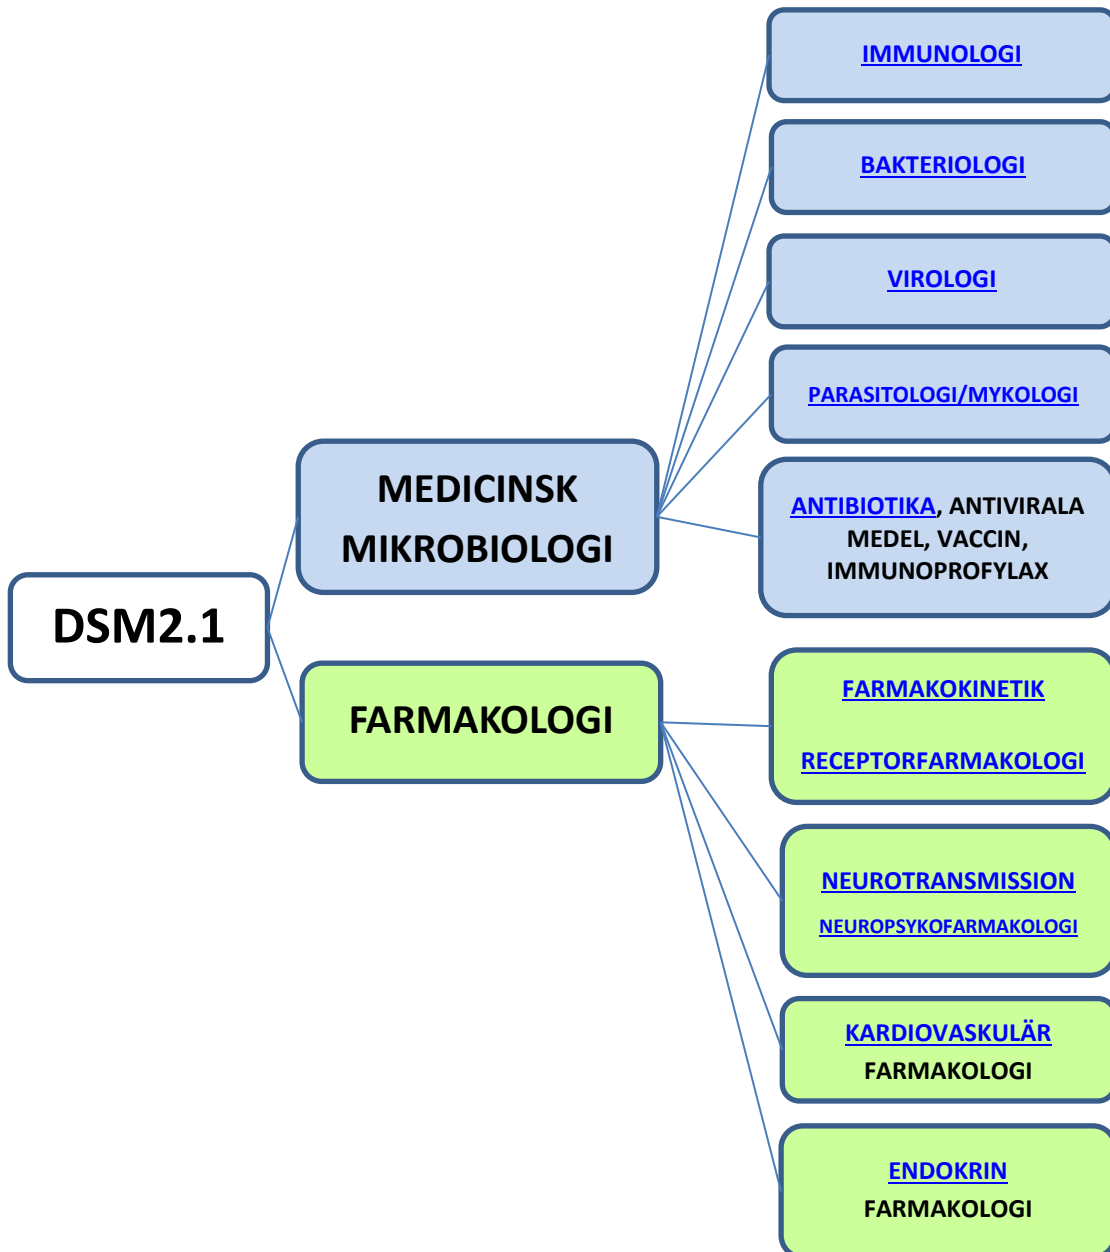 IMMUNOLOGI
BAKTERIOLOGI
VIROLOGI
PARASITOLOGI/MYKOLOGI
MEDICINSK
MIKROBIOLOGI
ANTIBIOTIKA, ANTIVIRALA
MEDEL, VACCIN,
IMMUNOPROFYLAX
DSM2.1
FARMAKOLOGI
FARMAKOKINETIK
RECEPTORFARMAKOLOGI
NEUROTRANSMISSION
NEUROPSYKOFARMAKOLOGI
KARDIOVASKULÄR
FARMAKOLOGI
ENDOKRIN
FARMAKOLOGI